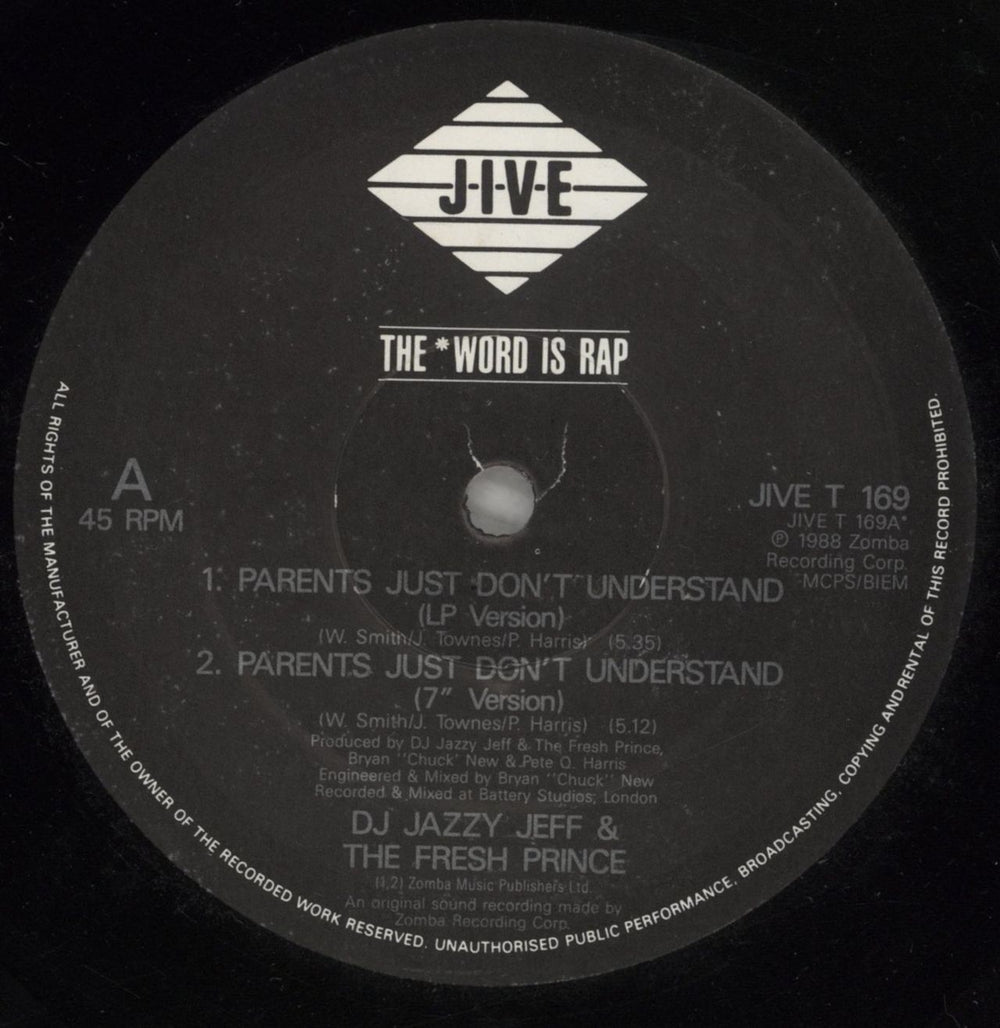 J·I·V·E
THE *WORD IS RAP
A
45 RPM
JIVE T 169
JIVE T 169A*
℗ 1988 Zomba
Recording Corp.
MCPS/BIEM
1. PARENTS JUST DON'T UNDERSTAND
(LP Version)
(W. Smith/J. Townes/P. Harris) (5.35)
2. PARENTS JUST DON'T UNDERSTAND
(7" Version)
(W. Smith/J. Townes/P. Harris) (5.12)
Produced by DJ Jazzy Jeff & The Fresh Prince,
Bryan "Chuck' New & Pete Q. Harris
Engineered & Mixed by Bryan "Chuck" New
Recorded & Mixed at Battery Studios, London
DJ JAZZY JEFF &
THE FRESH PRINCE
(1,2) Zomba Music Publishers Ltd.
An original sound recording made by
Zomba Recording Corp.
ALL RIGHTS OF THE MANUFACTURER AND OF THE OWNER OF THE RECORDED WORK RESERVED. UNAUTHORISED PUBLIC PERFORMANCE, BROADCASTING, COPYING AND RENTAL OF THIS RECORD PROHIBITED.